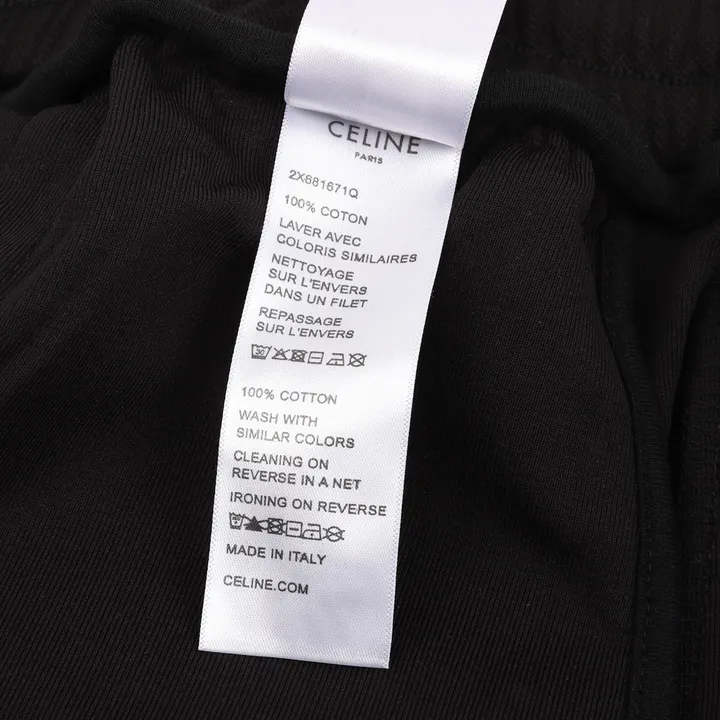 CELINE
PARIS
2X681671Q
100% COTON
LAVER AVEC
COLORIS SIMILAIRES
NETTOYAGE
SUR L'ENVERS
DANS UN FILET
REPASSAGE
SUR L'ENVERS
30
100% COTTON
WASH WITH
SIMILAR COLORS
CLEANING ON
REVERSE IN A NET
IRONING ON REVERSE
MADE IN ITALY
CELINE.COM